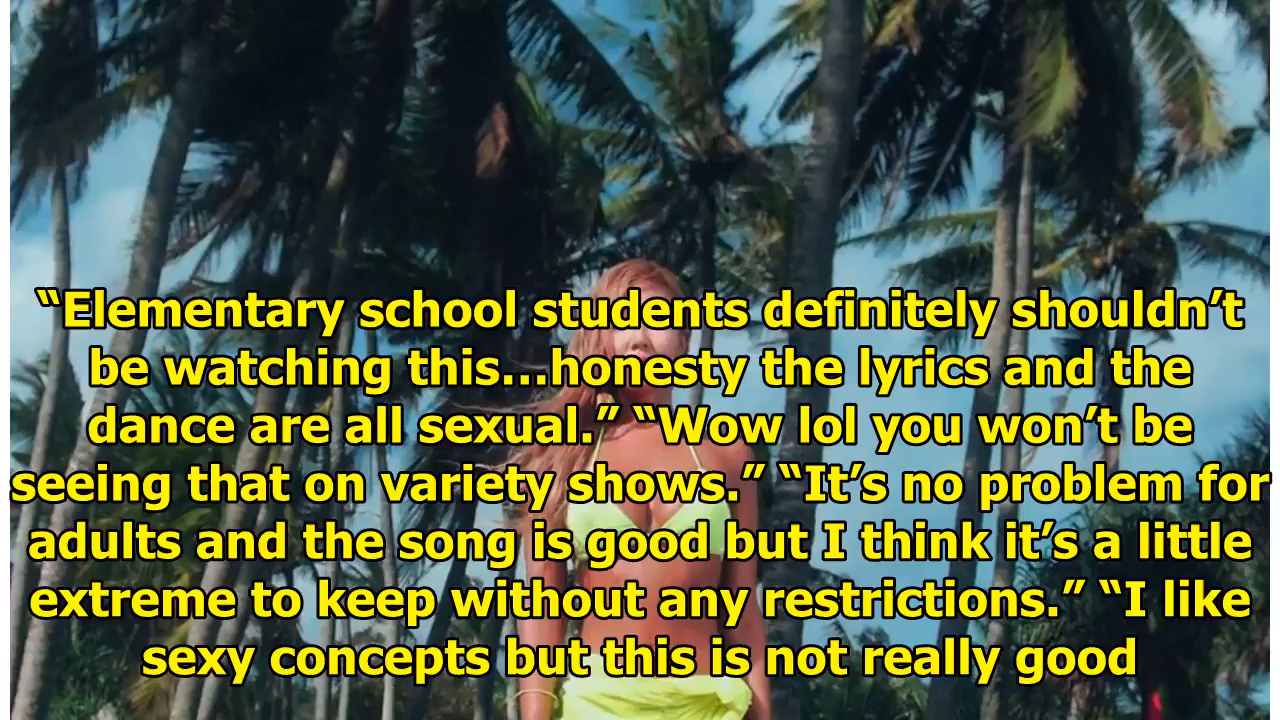 “Elementary school students definitely shouldn’t
be watching this...honesty the lyrics and the
dance are all sexual.” “Wow lol you won’t be
seeing that on variety shows.” “It’s no problem for
adults and the song is good but I think it’s a little
extreme to keep without any restrictions.” “I like
sexy concepts but this is not really good